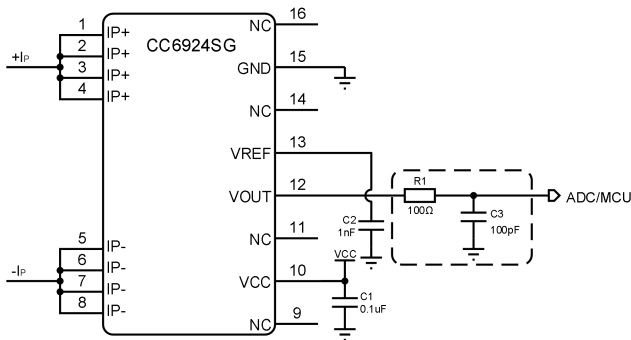 CC6924SG
+IP
1 IP+
2 IP+
3 IP+
4 IP+
-IP
5 IP-
6 IP-
7 IP-
8 IP-
NC 16
GND 15
NC 14
VREF 13
VOUT 12
NC 11
VCC 10
NC 9
C2
1nF
VCC
C1
0.1uF
R1
100Ω
C3
100pF
ADC/MCU